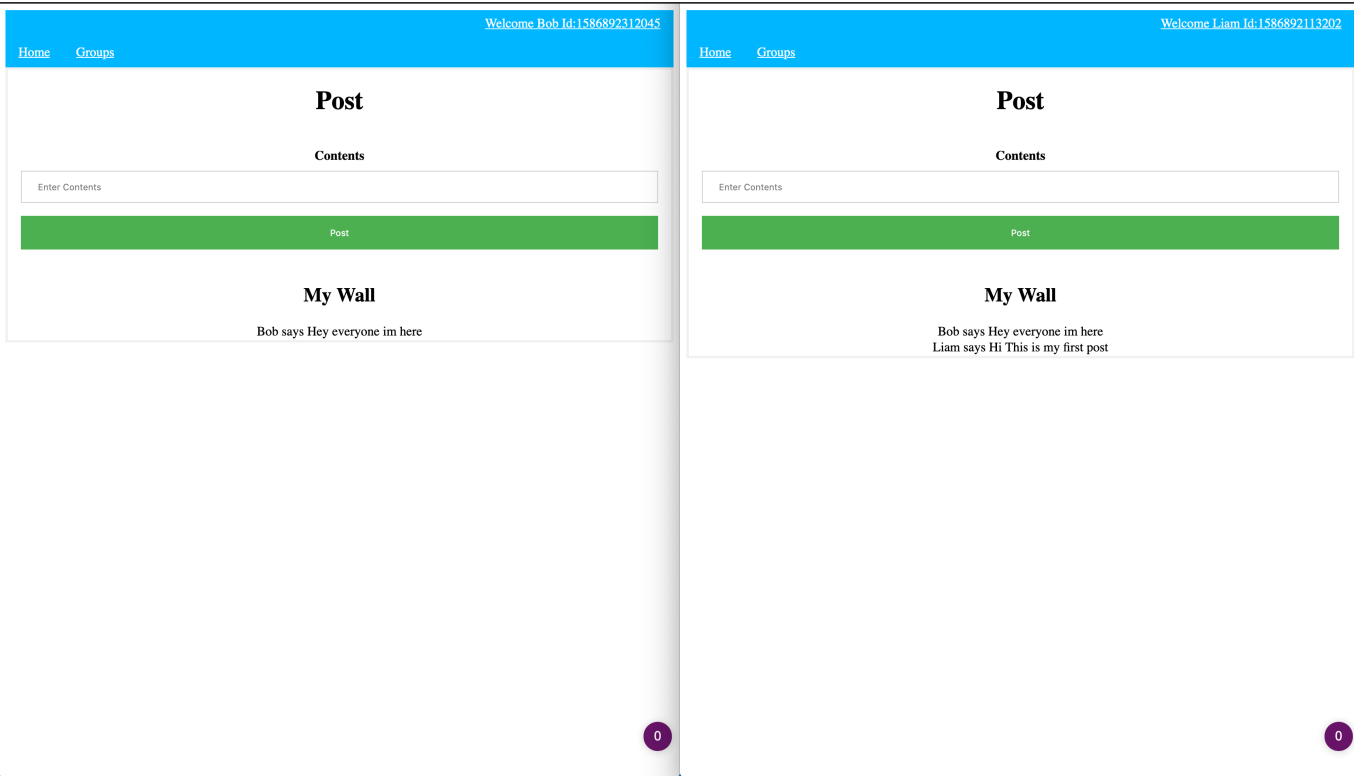 Welcome Bob Id:1586892312045
Home Groups
Post
Contents
Enter Contents
Post
My Wall
Bob says Hey everyone im here
0
Welcome Liam Id:1586892113202
Home Groups
Post
Contents
Enter Contents
Post
My Wall
Bob says Hey everyone im here
Liam says Hi This is my first post
0